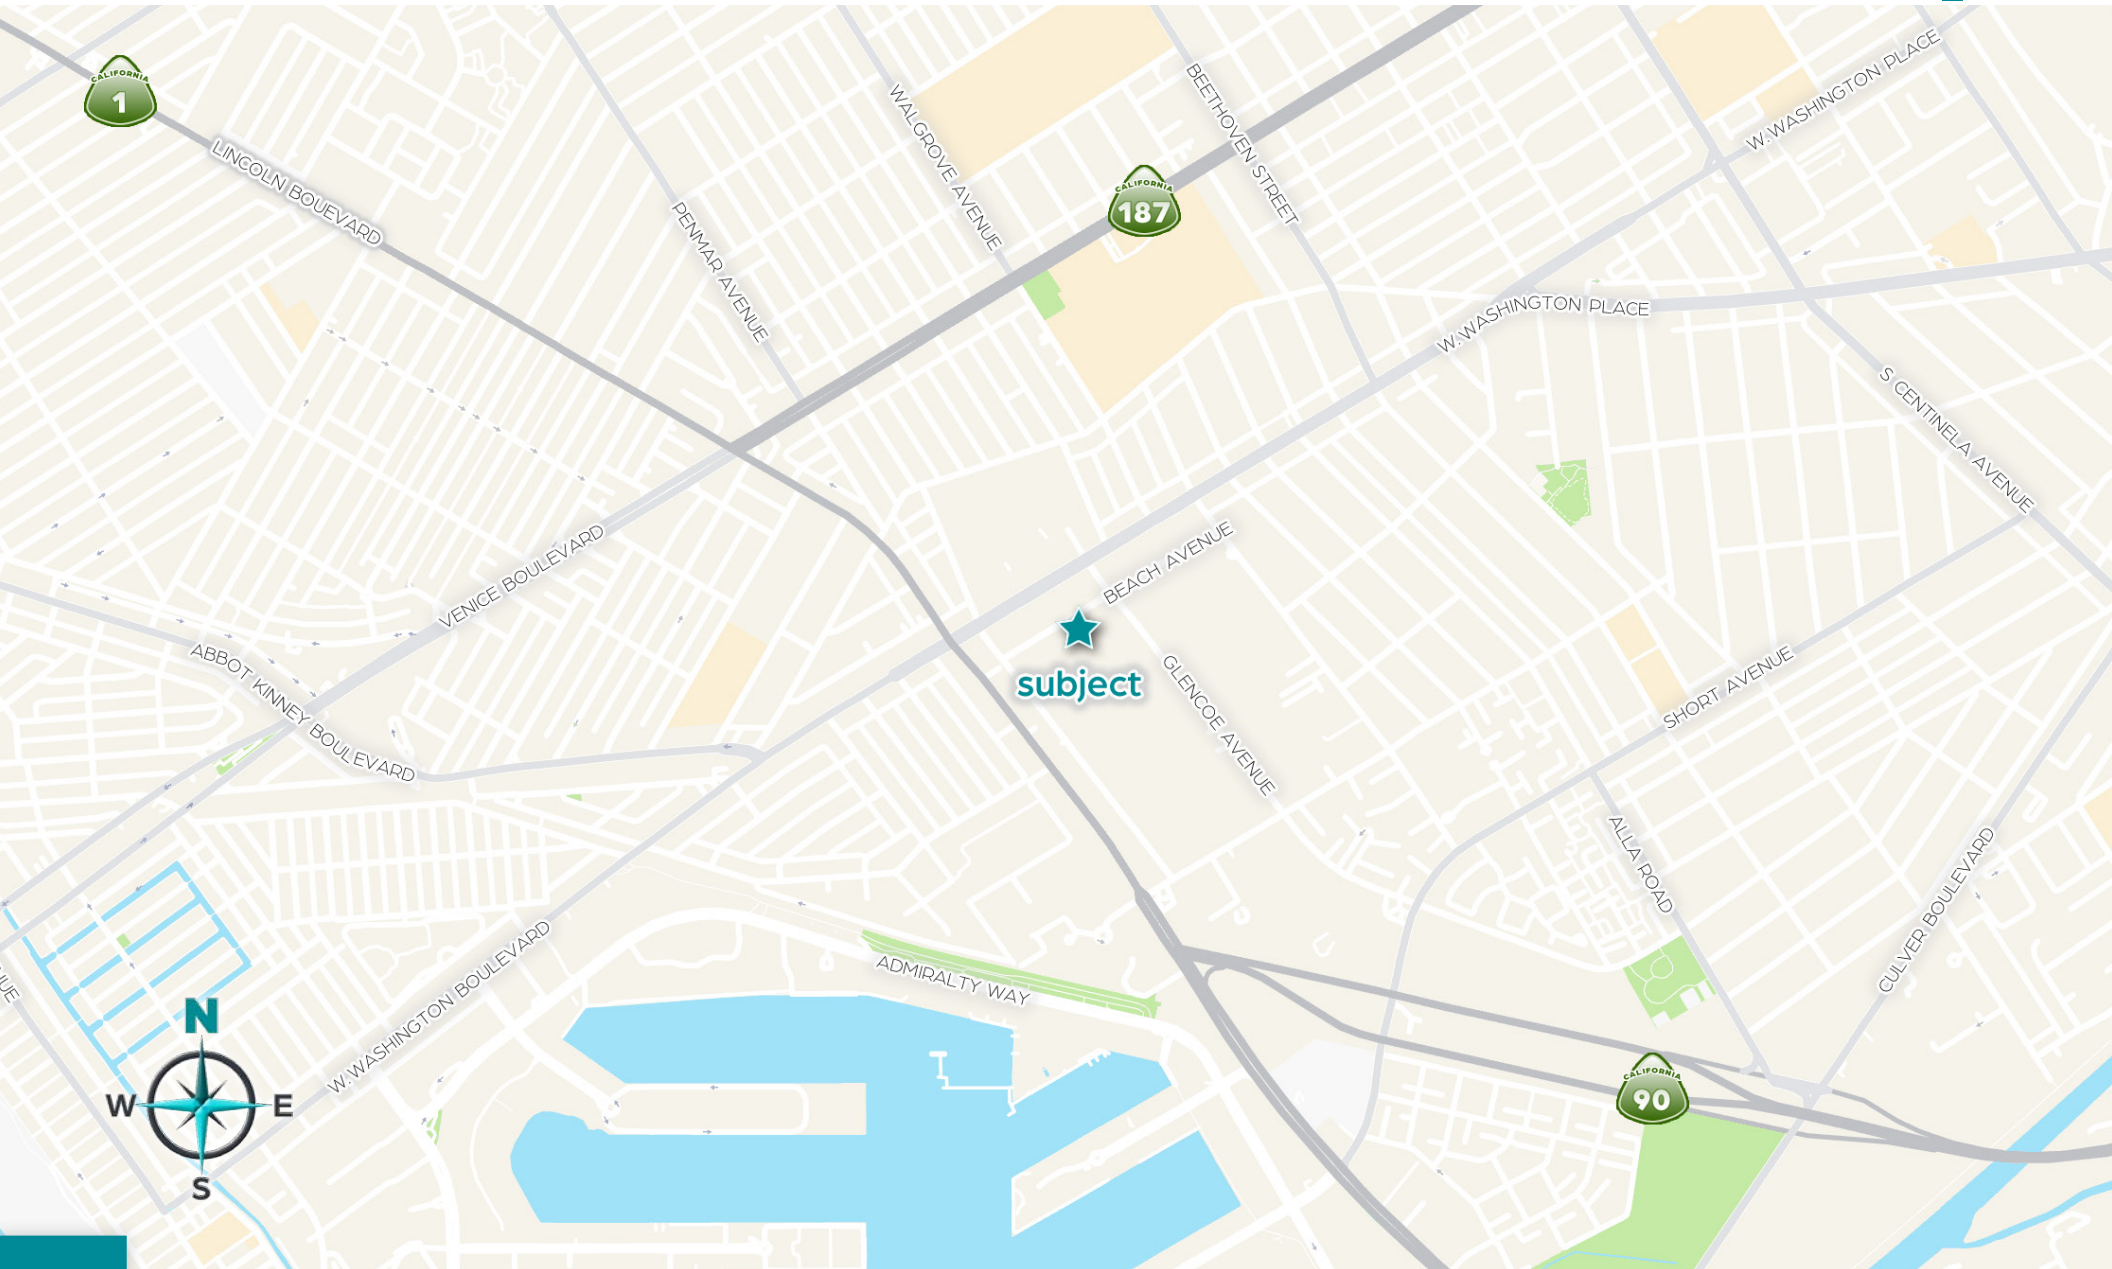 CALIFORNIA
1
LINCOLN BOUEVARD
PENMAR AVENUE
WALGROVE AVENUE
BEETHOVEN STREET
CALIFORNIA
187
W. WASHINGTON PLACE
W. WASHINGTON PLACE
S CENTINELA AVENUE
VENICE BOULEVARD
BEACH AVENUE
subject
ABBOT KINNEY BOULEVARD
GLENCOE AVENUE
SHORT AVENUE
ALLA ROAD
CULVER BOULEVARD
W. WASHINGTON BOULEVARD
ADMIRALTY WAY
CALIFORNIA
90
N
W
E
S